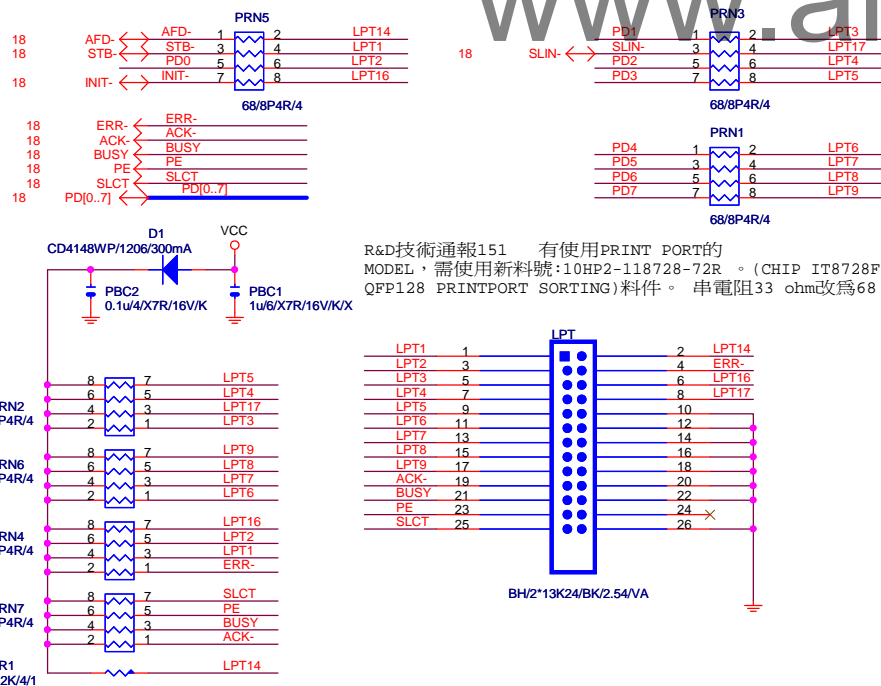 www.al
PRN5
18 AFD- AFD- 1 2 LPT14
18 STB- STB- 3 4 LPT1
PD0 5 6 LPT2
18 INIT- INIT- 7 8 LPT16
68/8P4R/4
PRN3
PD1 1 2 LPT3
18 SLIN- SLIN- 3 4 LPT17
PD2 5 6 LPT4
PD3 7 8 LPT5
68/8P4R/4
18 ERR- ERR-
18 ACK- ACK-
18 BUSY BUSY
18 PE PE
18 SLCT SLCT
18 PD[0..7] PD[0..7]
PRN1
PD4 1 2 LPT6
PD5 3 4 LPT7
PD6 5 6 LPT8
PD7 7 8 LPT9
68/8P4R/4
D1
CD4148WP/1206/300mA
VCC
PBC2
0.1u/4/X7R/16V/K
PBC1
1u/6/X7R/16V/K/X
R&D技術通報151 有使用PRINT PORT的
MODEL，需使用新料號:10HP2-118728-72R 。(CHIP IT8728F
QFP128 PRINTPORT SORTING)料件。 串電阻33 ohm改為68
8 7 LPT5
6 5 LPT4
RN2 4 3 LPT17
P4R/4 2 1 LPT3
8 7 LPT9
RN6 6 5 LPT8
P4R/4 4 3 LPT7
2 1 LPT6
8 7 LPT16
RN4 6 5 LPT2
P4R/4 4 3 LPT1
2 1 ERR-
8 7 SLCT
RN7 6 5 PE
P4R/4 4 3 BUSY
2 1 ACK-
R1 LPT14
2K/4/1
LPT
LPT1 1 2 LPT14
LPT2 3 4 ERR-
LPT3 5 6 LPT16
LPT4 7 8 LPT17
LPT5 9 10
LPT6 11 12
LPT7 13 14
LPT8 15 16
LPT9 17 18
ACK- 19 20
BUSY 21 22
PE 23 24
SLCT 25 26
BH/2*13K24/BK/2.54/VA